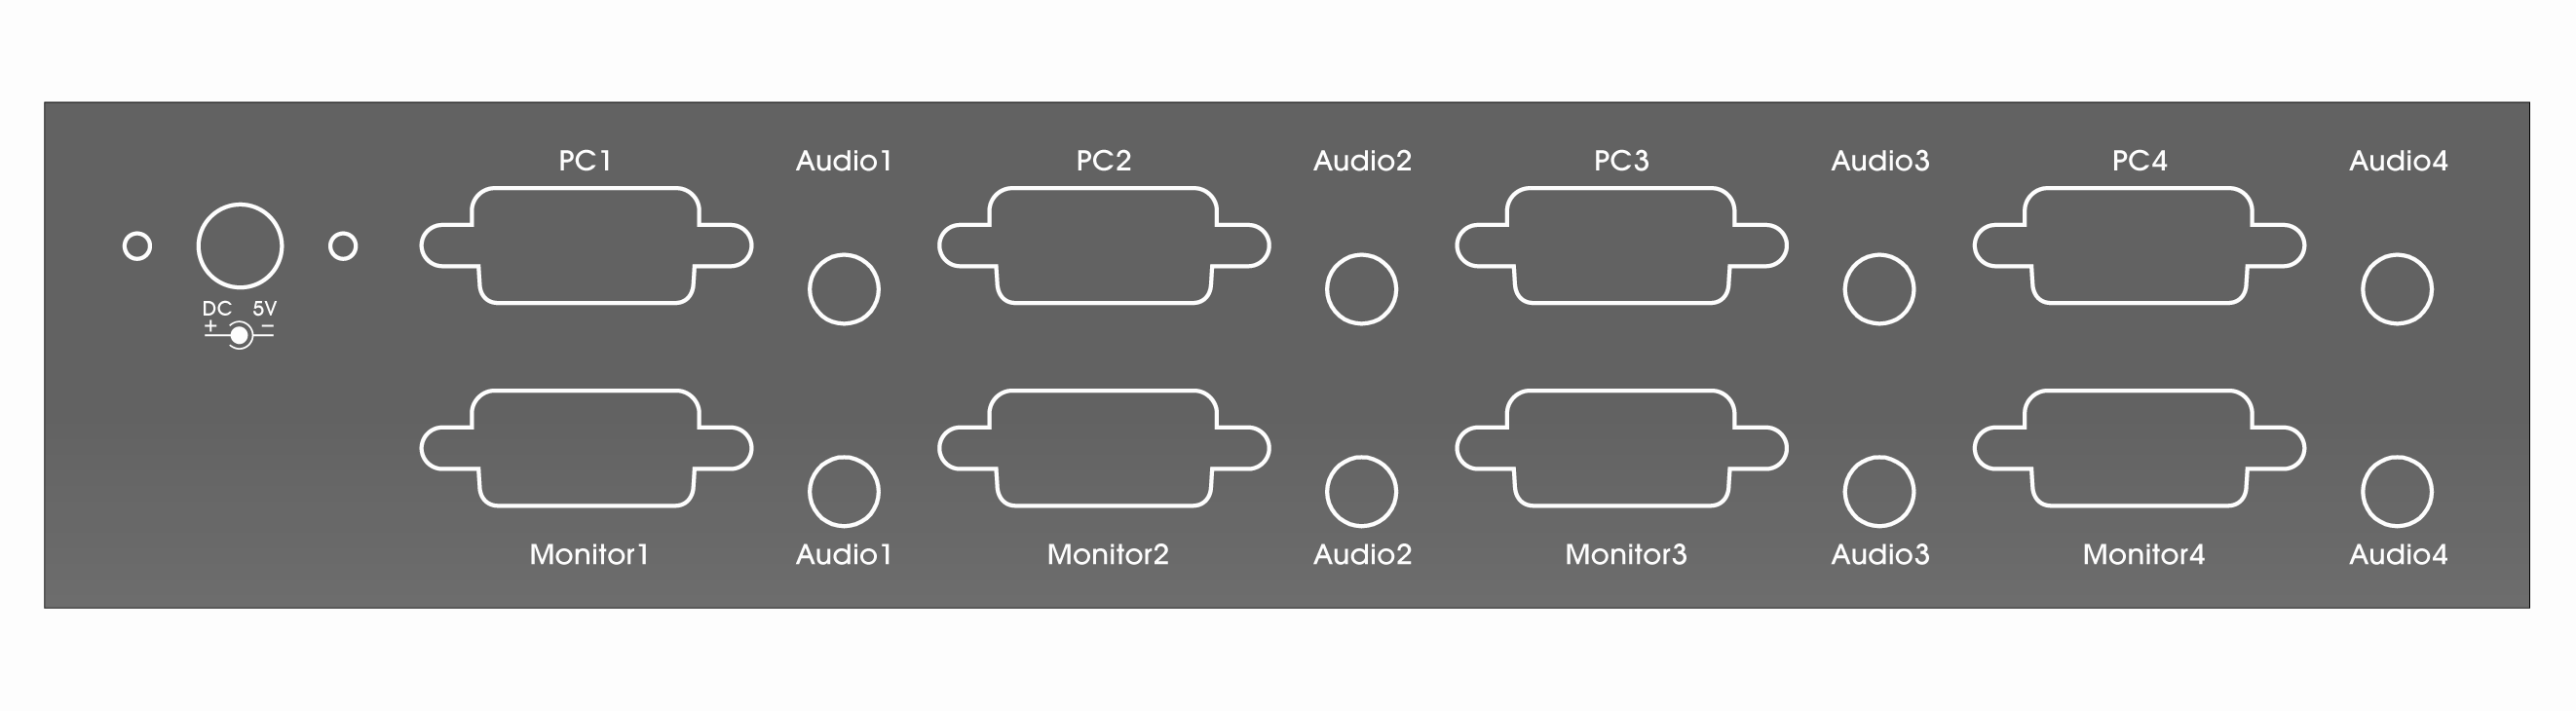 PC1 Audio1 PC2 Audio2 PC3 Audio3 PC4 Audio4
DC 5V
+ −
Monitor1 Audio1 Monitor2 Audio2 Monitor3 Audio3 Monitor4 Audio4